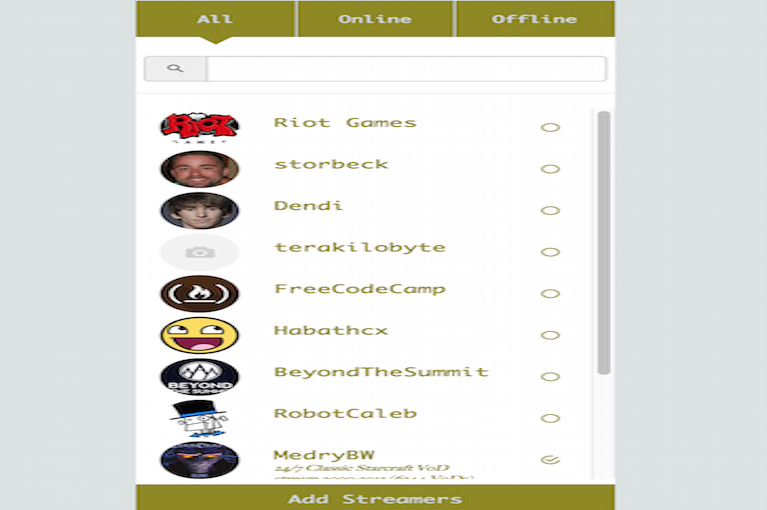 All Online Offline
Riot Games
storbeck
Dendi
terakilobyte
FreeCodeCamp
Habathcx
BeyondTheSummit
BEYOND
RobotCaleb
MedryBW
24/7 Classic Starcraft VoD
Add Streamers